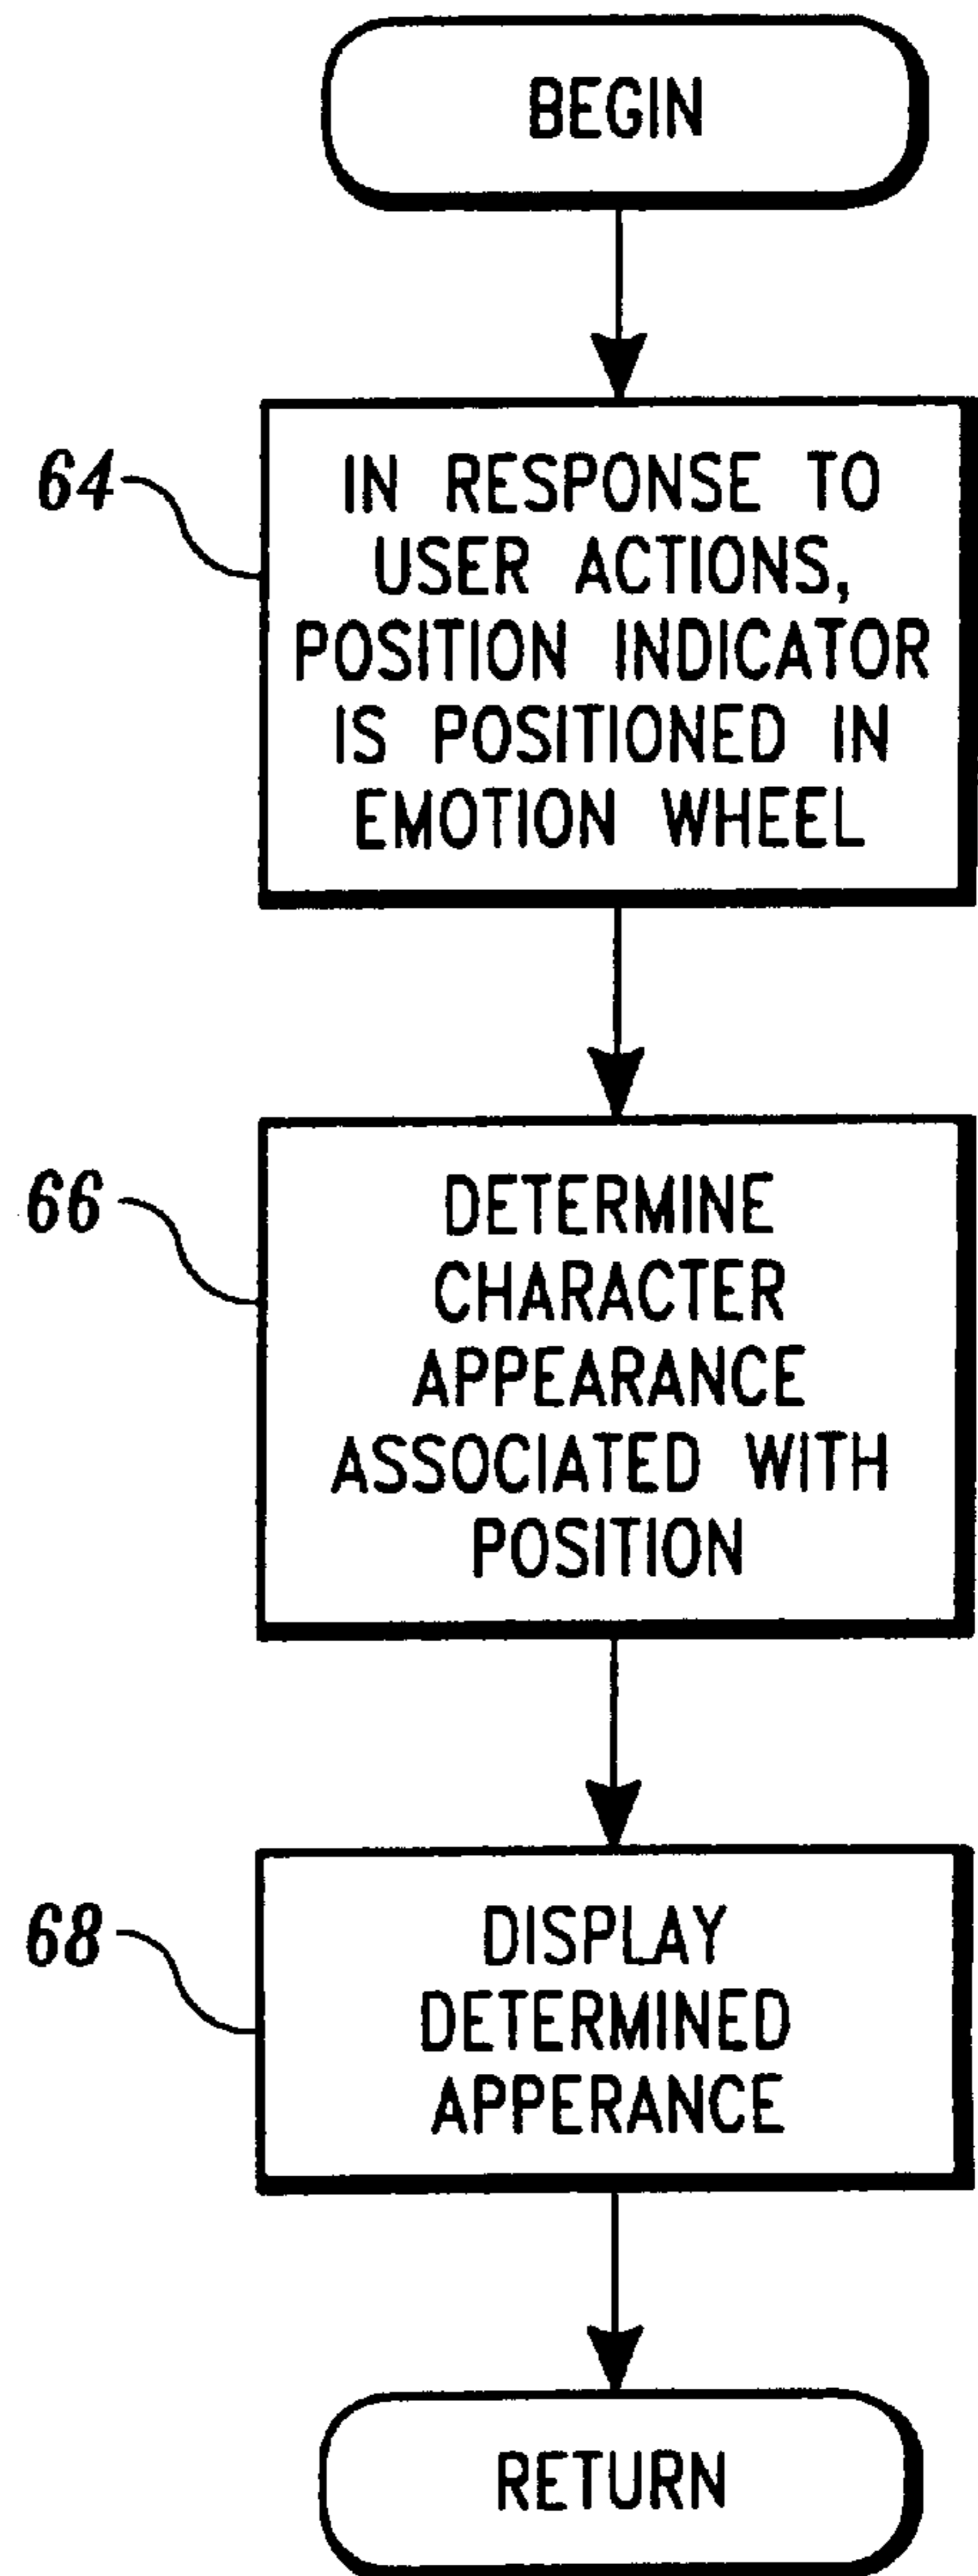 BEGIN
64
IN RESPONSE TO
USER ACTIONS,
POSITION INDICATOR
IS POSITIONED IN
EMOTION WHEEL
66
DETERMINE
CHARACTER
APPEARANCE
ASSOCIATED WITH
POSITION
68
DISPLAY
DETERMINED
APPERANCE
RETURN